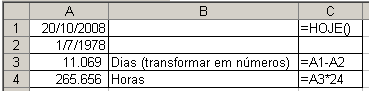 A B C
1 20/10/2008 =HOJE()
2 1/7/1978
3 11.069 Dias (transformar em números) =A1-A2
4 265.656 Horas =A3*24